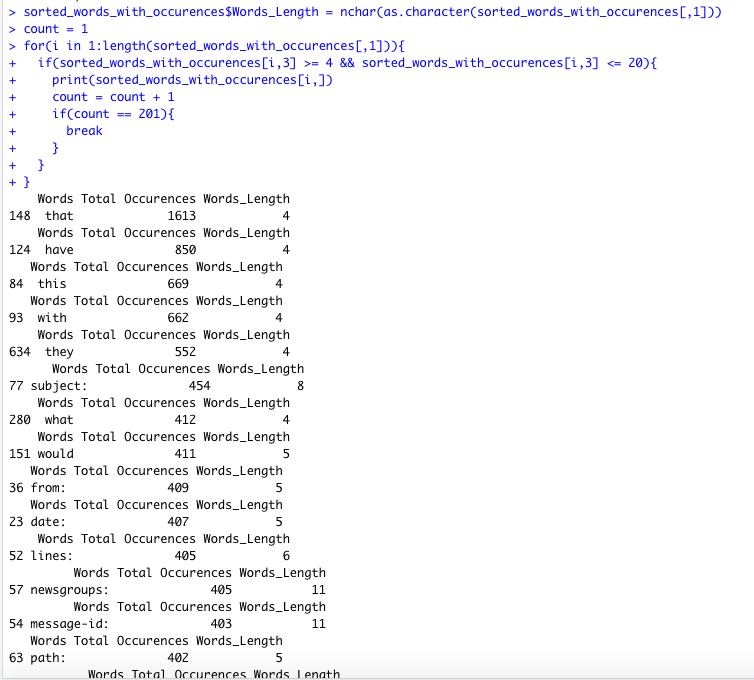 > sorted_words_with_occurences$Words_Length = nchar(as.character(sorted_words_with_occurences[,1]))
> count = 1
> for(i in 1:length(sorted_words_with_occurences[,1])){
+   if(sorted_words_with_occurences[i,3] >= 4 && sorted_words_with_occurences[i,3] <= 20){
+     print(sorted_words_with_occurences[i,])
+     count = count + 1
+     if(count == 201){
+       break
+     }
+   }
+ }
    Words Total Occurences Words_Length
148  that             1613            4
    Words Total Occurences Words_Length
124  have              850            4
   Words Total Occurences Words_Length
84  this              669            4
   Words Total Occurences Words_Length
93  with              662            4
    Words Total Occurences Words_Length
634  they              552            4
      Words Total Occurences Words_Length
77 subject:              454            8
    Words Total Occurences Words_Length
280  what              412            4
    Words Total Occurences Words_Length
151 would              411            5
   Words Total Occurences Words_Length
36 from:              409            5
   Words Total Occurences Words_Length
23 date:              407            5
    Words Total Occurences Words_Length
52 lines:              405            6
         Words Total Occurences Words_Length
57 newsgroups:              405           11
         Words Total Occurences Words_Length
54 message-id:              403           11
   Words Total Occurences Words_Length
63 path:              402            5
           Words Total Occurences Words_Length